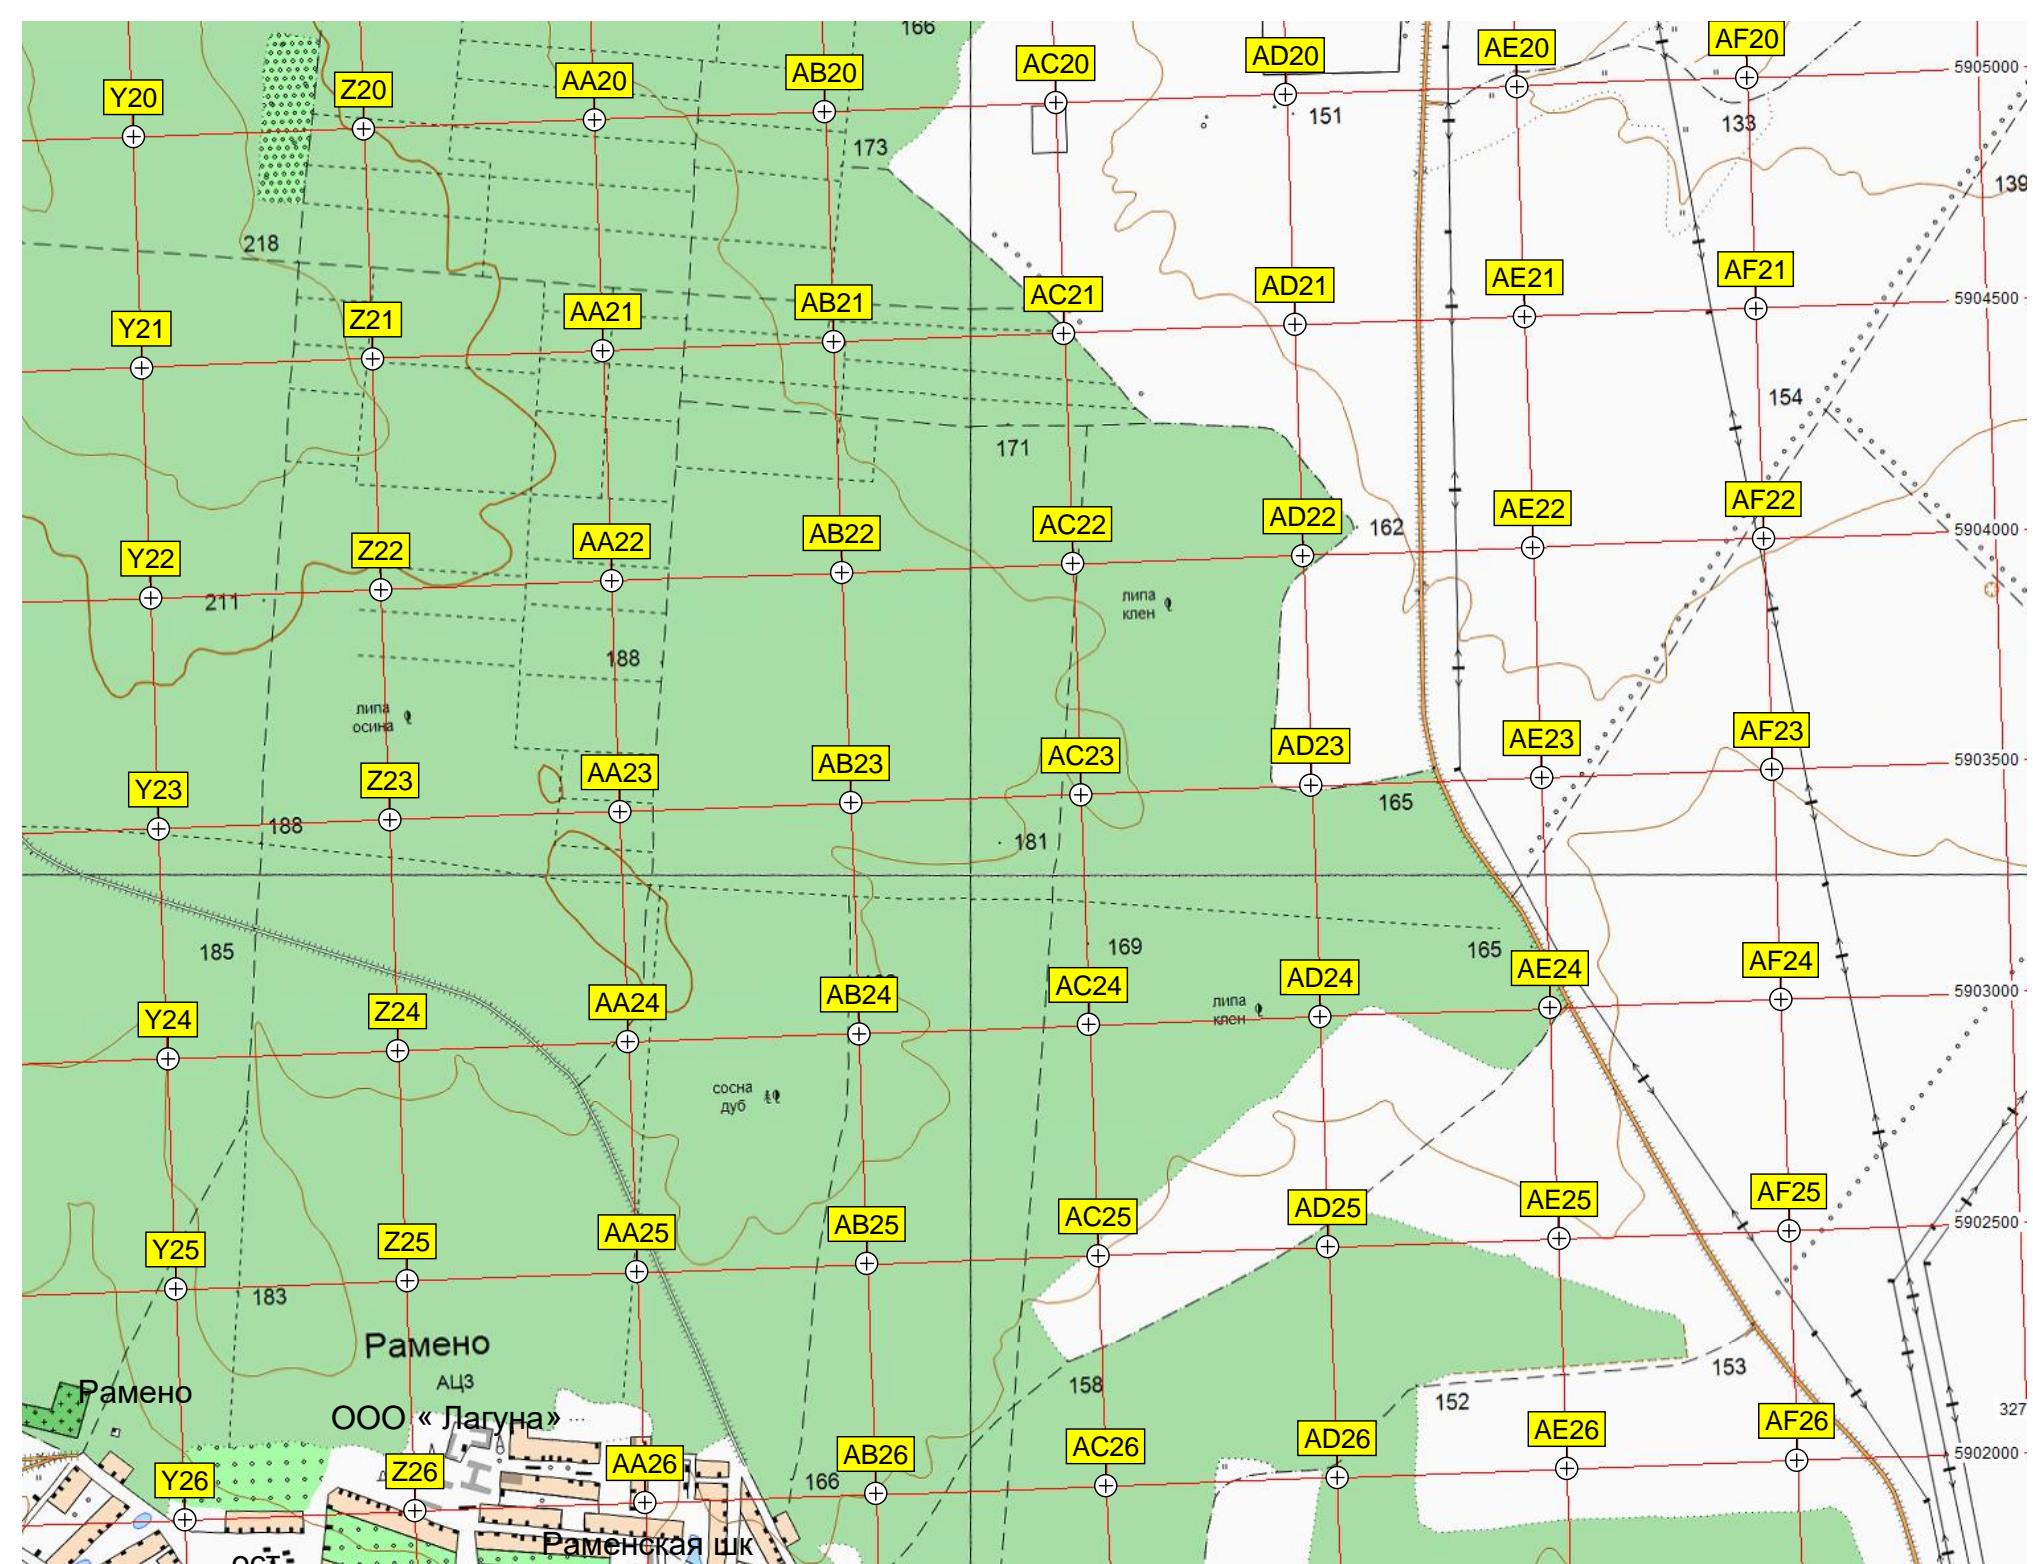 166
Y20 Z20 AA20 AB20 AC20 AD20 AE20 AF20 5905000
173 151 133 139
218
Y21 Z21 AA21 AB21 AC21 AD21 AE21 AF21 5904500
154
171
Y22 Z22 AA22 AB22 AC22 AD22 AE22 AF22 5904000
162
211
липа
клен
188
липа
осина
Y23 Z23 AA23 AB23 AC23 AD23 AE23 AF23 5903500
165
188 181
185 169 165
Y24 Z24 AA24 AB24 AC24 AD24 AE24 AF24 5903000
липа
клен
сосна
дуб
Y25 Z25 AA25 AB25 AC25 AD25 AE25 AF25 5902500
183
Рамено
АЦЗ
153
158
Рамено
152
327
ООО « Лагуна»
Y26 Z26 AA26 AB26 AC26 AD26 AE26 AF26 5902000
166
Раменская шк